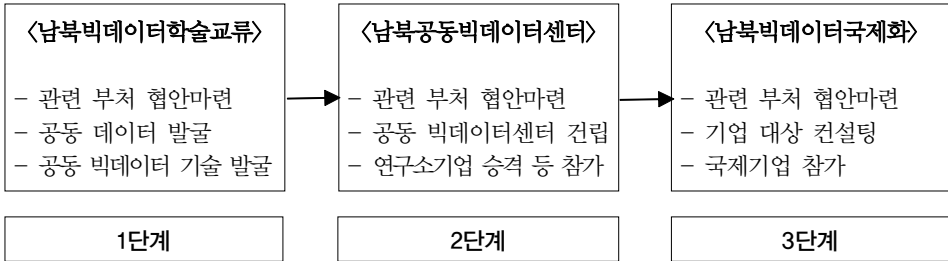 〈남북빅데이터학술교류〉
- 관련 부처 협안마련
- 공동 데이터 발굴
- 공동 빅데이터 기술 발굴
1단계
〈남북공동빅데이터센터〉
- 관련 부처 협안마련
- 공동 빅데이터센터 건립
- 연구소기업 승격 등 참가
2단계
〈남북빅데이터국제화〉
- 관련 부처 협안마련
- 기업 대상 컨설팅
- 국제기업 참가
3단계